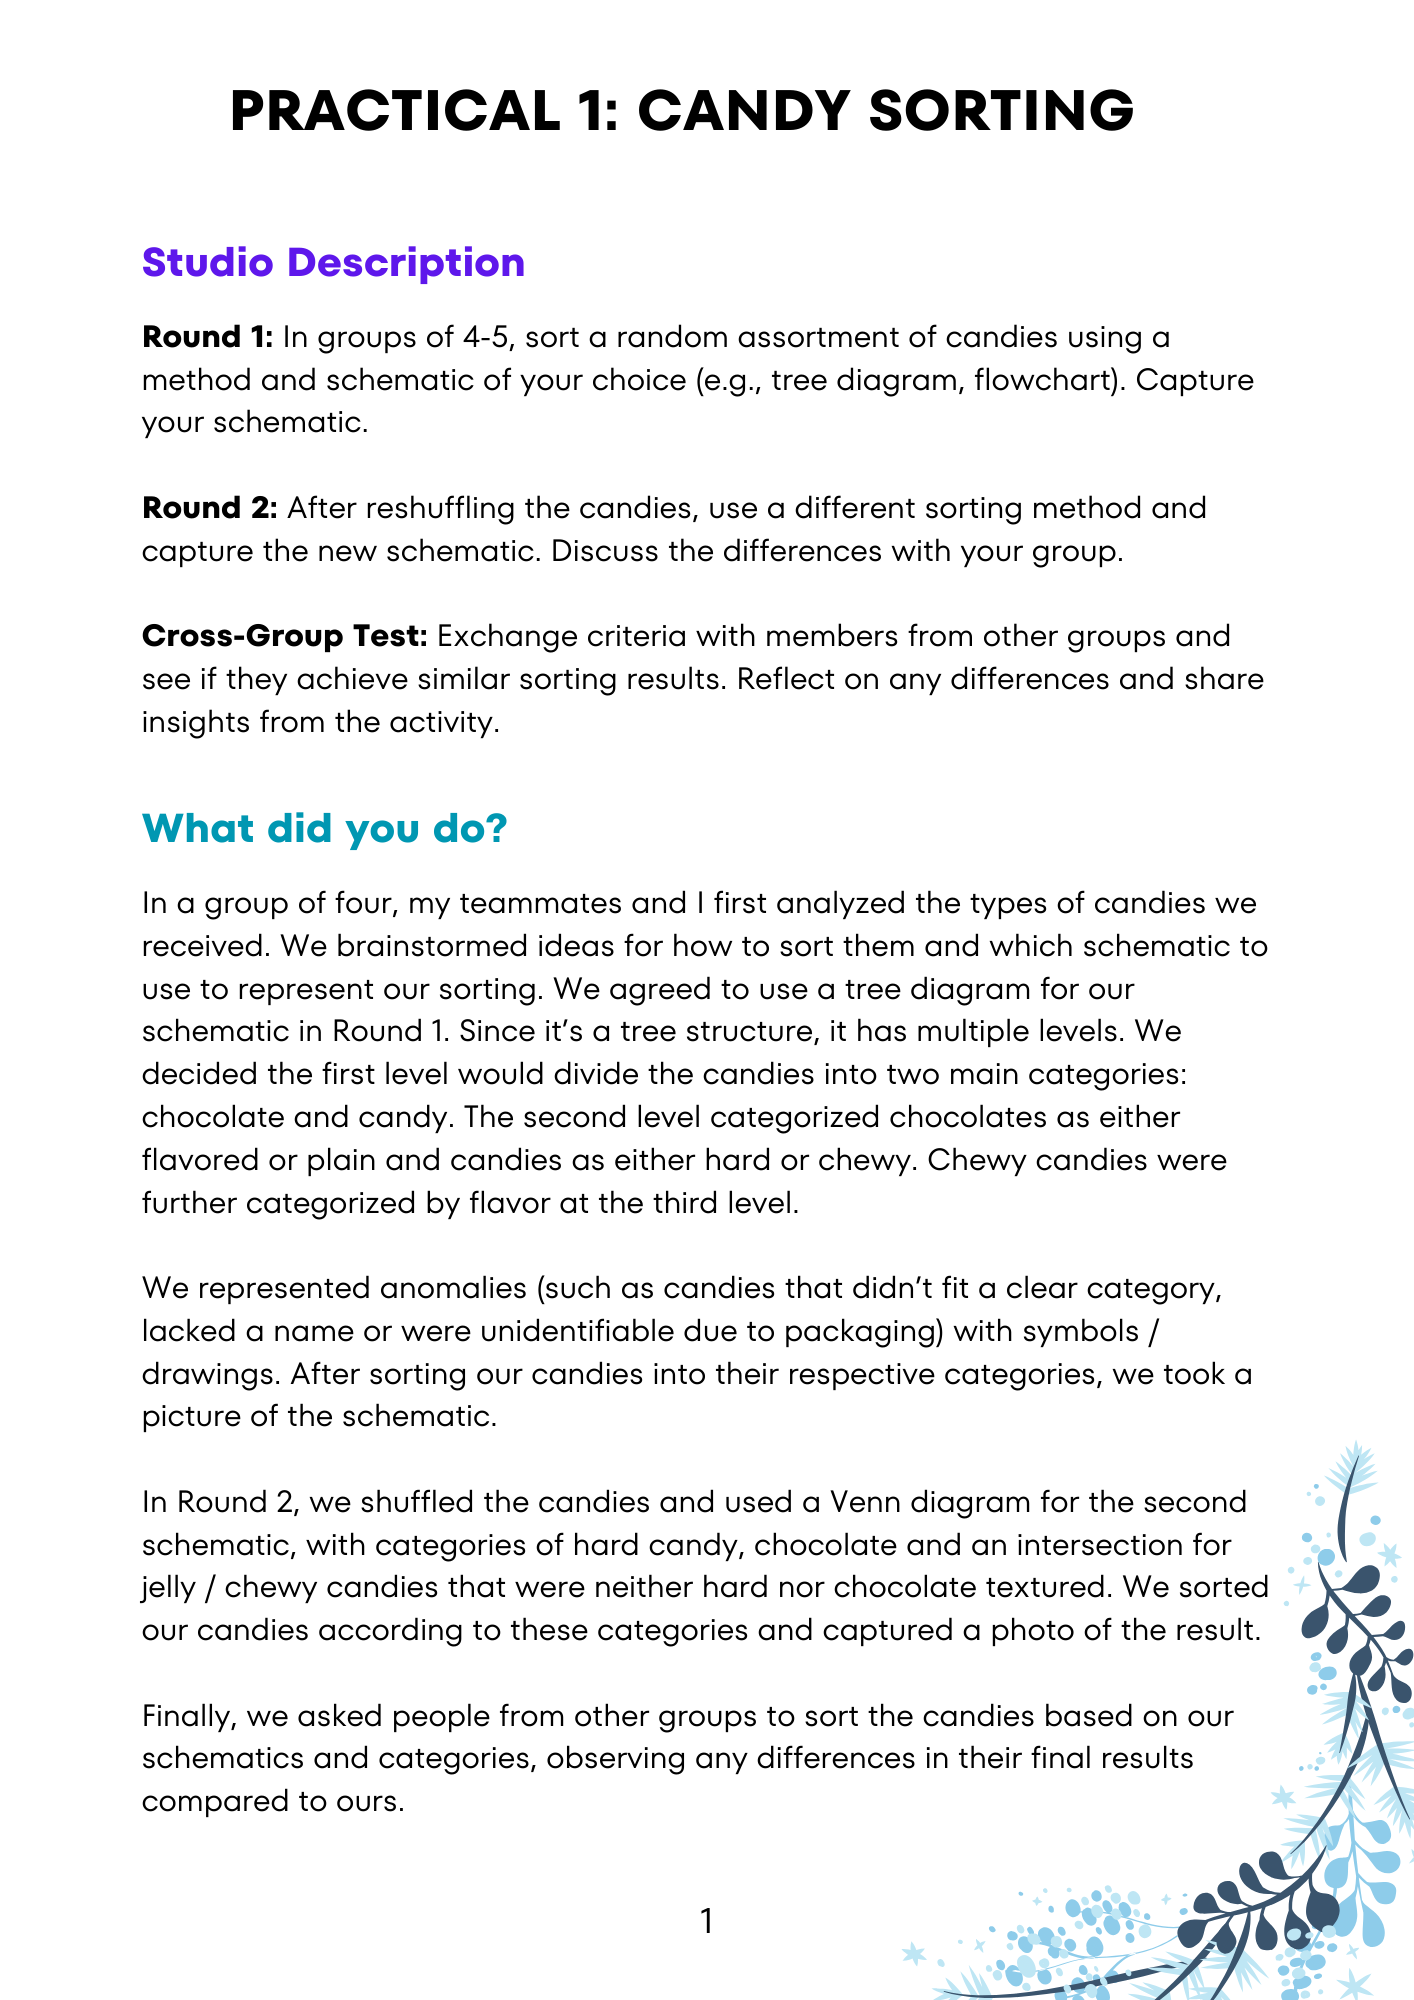 PRACTICAL 1: CANDY SORTING
Studio Description
Round 1: In groups of 4-5, sort a random assortment of candies using a
method and schematic of your choice (e.g., tree diagram, flowchart). Capture
your schematic.
Round 2: After reshuffling the candies, use a different sorting method and
capture the new schematic. Discuss the differences with your group.
Cross-Group Test: Exchange criteria with members from other groups and
see if they achieve similar sorting results. Reflect on any differences and share
insights from the activity.
What did you do?
In a group of four, my teammates and I first analyzed the types of candies we
received. We brainstormed ideas for how to sort them and which schematic to
use to represent our sorting. We agreed to use a tree diagram for our
schematic in Round 1. Since it’s a tree structure, it has multiple levels. We
decided the first level would divide the candies into two main categories:
chocolate and candy. The second level categorized chocolates as either
flavored or plain and candies as either hard or chewy. Chewy candies were
further categorized by flavor at the third level.
We represented anomalies (such as candies that didn’t fit a clear category,
lacked a name or were unidentifiable due to packaging) with symbols /
drawings. After sorting our candies into their respective categories, we took a
picture of the schematic.
In Round 2, we shuffled the candies and used a Venn diagram for the second
schematic, with categories of hard candy, chocolate and an intersection for
jelly / chewy candies that were neither hard nor chocolate textured. We sorted
our candies according to these categories and captured a photo of the result.
Finally, we asked people from other groups to sort the candies based on our
schematics and categories, observing any differences in their final results
compared to ours.
1